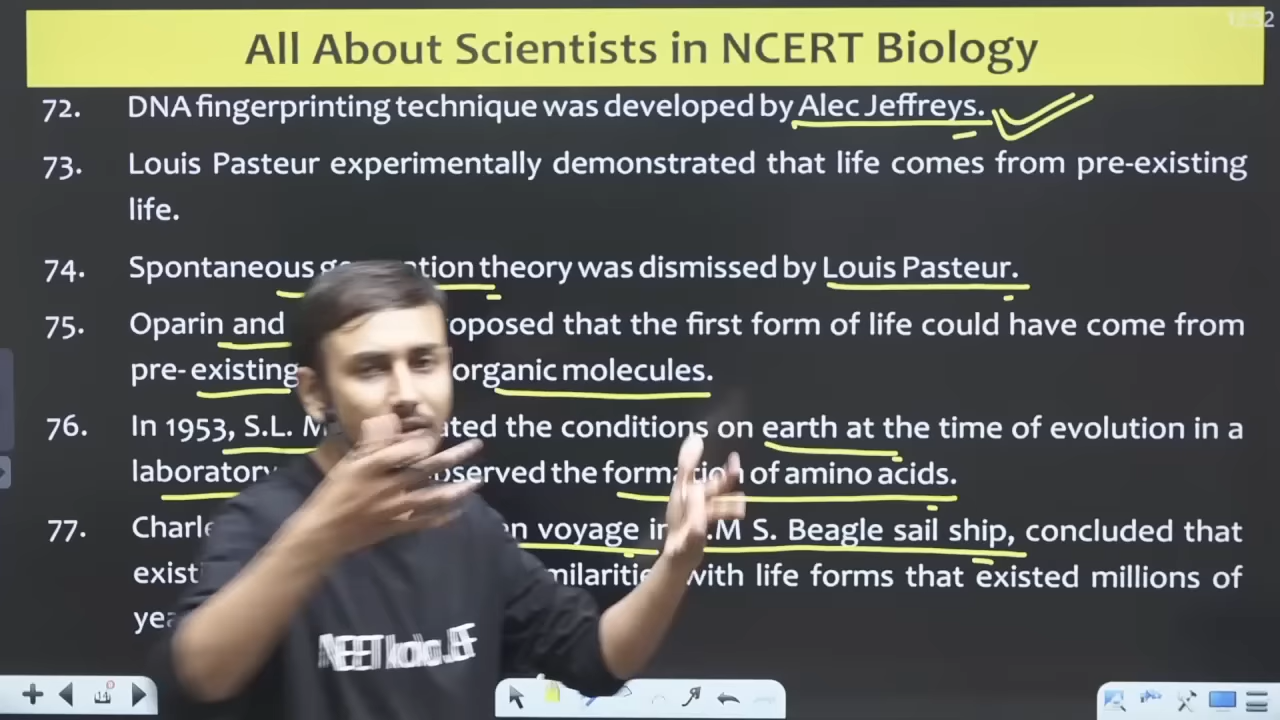 All About Scientists in NCERT Biology
72. DNA fingerprinting technique was developed by Alec Jeffreys.
73. Louis Pasteur experimentally demonstrated that life comes from pre-existing
life.
74. Spontaneous theory was dismissed by Louis Pasteur.
75. Oparin and that the first form of life could have come from
pre-existing organic molecules.
76. In 1953, S.L. the conditions on earth at the time of evolution in a
the formation of amino acids.
77. voyage S. Beagle sail ship, concluded that
with life forms that existed millions of
NEET